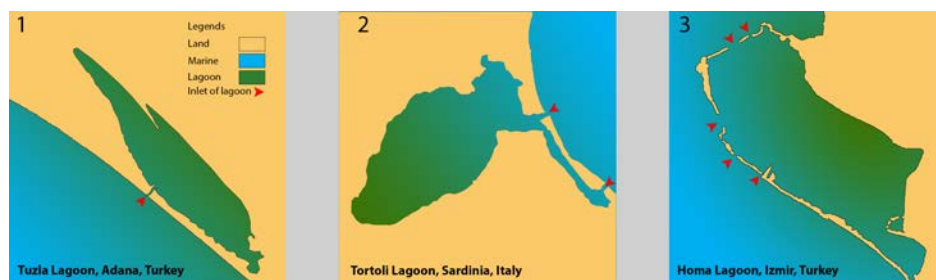 1
Legends
Land
Marine
Lagoon
Inlet of lagoon
Tuzla Lagoon, Adana, Turkey
2
Tortoli Lagoon, Sardinia, Italy
3
Homa Lagoon, Izmir, Turkey